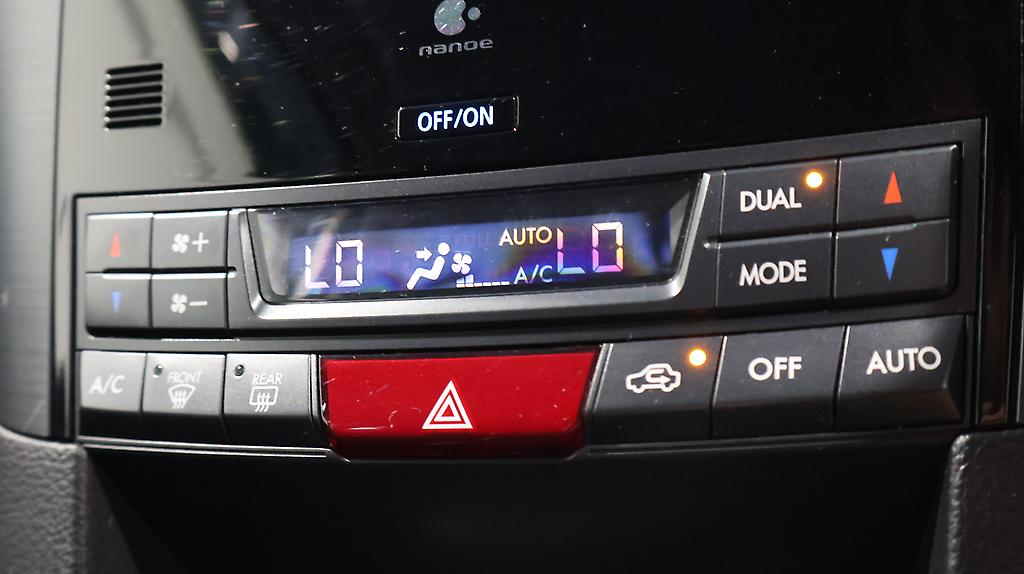 nanoe
OFF/ON
DUAL
LO AUTO LO
A/C
MODE
A/C
FRONT
REAR
OFF
AUTO